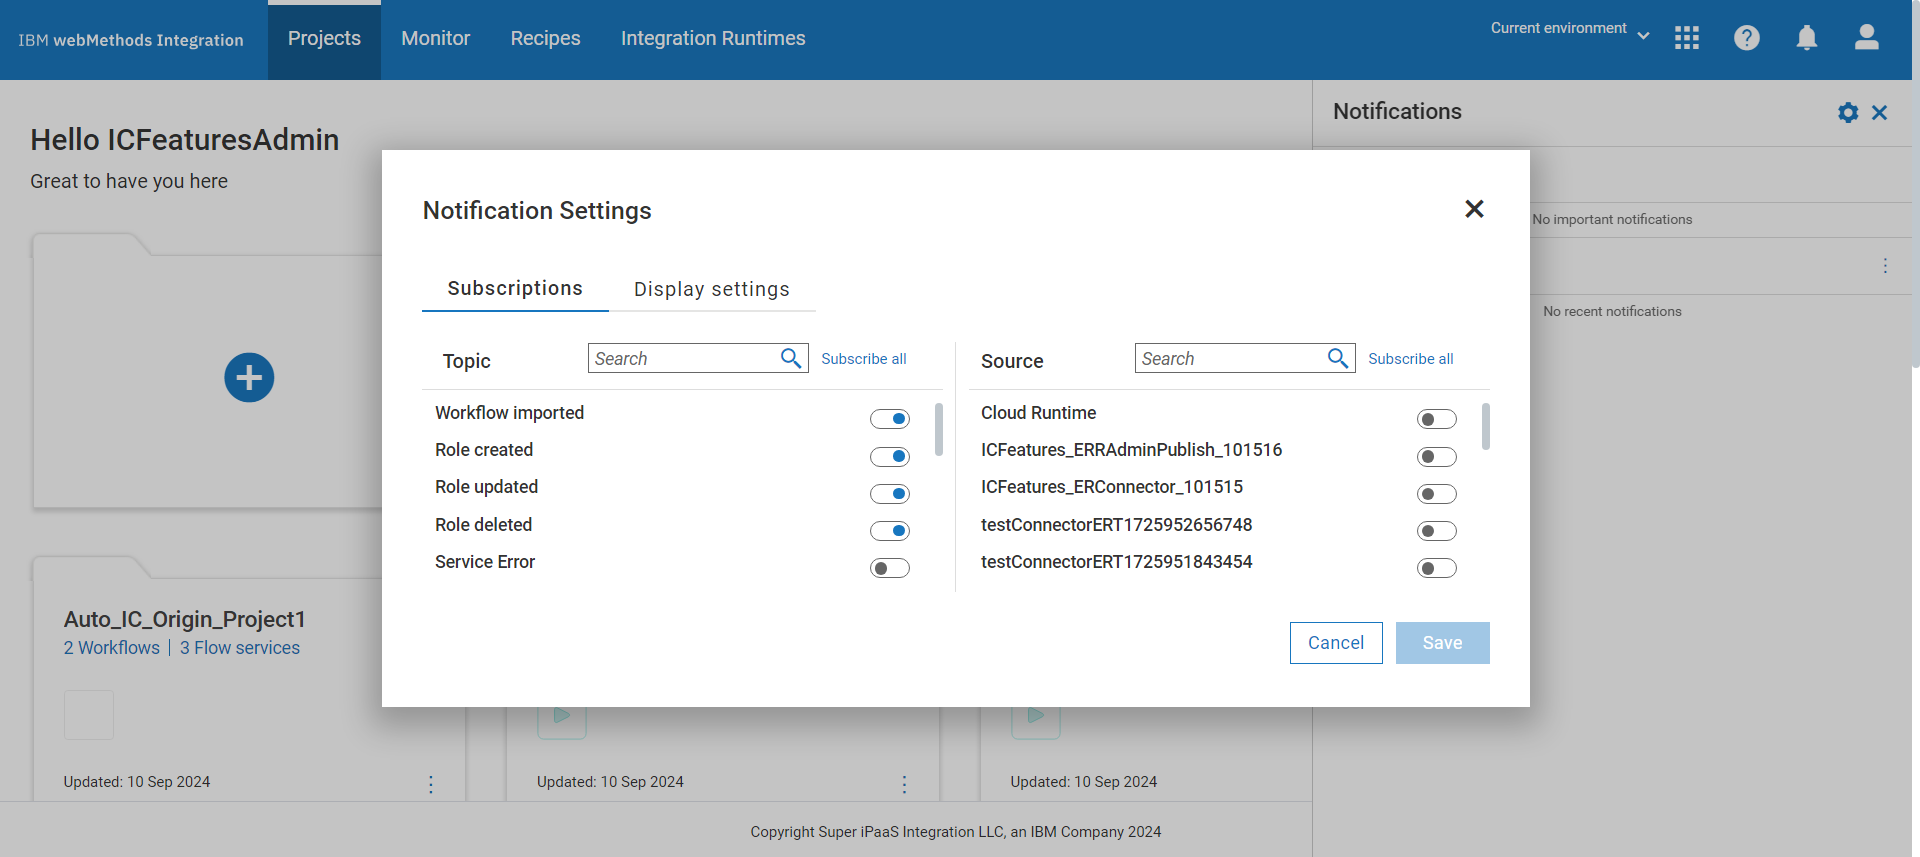 IBM webMethods Integration
Projects
Monitor
Recipes
Integration Runtimes
Current environment
Hello ICFeaturesAdmin
Great to have you here
Notifications
No important notifications
No recent notifications
Notification Settings
Subscriptions
Display settings
Topic
Search
Subscribe all
Workflow imported
Role created
Role updated
Role deleted
Service Error
Source
Search
Subscribe all
Cloud Runtime
ICFeatures_ERRAdminPublish_101516
ICFeatures_ERConnector_101515
testConnectorERT1725952656748
testConnectorERT1725951843454
Cancel
Save
Auto_IC_Origin_Project1
2 Workflows | 3 Flow services
Updated: 10 Sep 2024
Updated: 10 Sep 2024
Updated: 10 Sep 2024
Copyright Super iPaaS Integration LLC, an IBM Company 2024